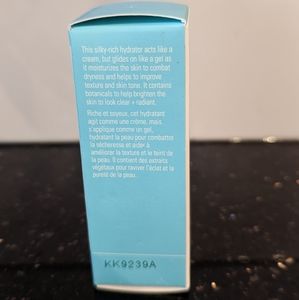 This silky-rich hydrator acts like a
cream, but glides on like a gel as
it moisturizes the skin to combat
dryness and helps to improve
texture and skin tone. It contains
botanicals to help brighten the
skin to look clear + radiant.
Riche et soyeux, cet hydratant
agit comme une crème, mais
s'applique comme un gel,
hydratant la peau pour combattre
la sécheresse et aider à
améliorer la texture et le teint de
la peau. Il contient des extraits
végétaux pour raviver l'éclat et la
pureté de la peau.
KK9239A